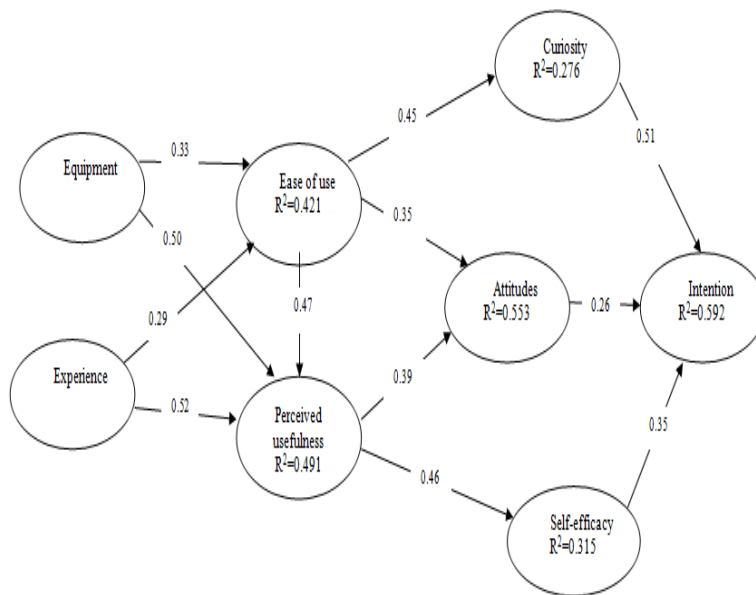 Curiosity
R²=0.276
0.45
0.51
0.33
Equipment
Ease of use
R²=0.421
0.35
0.50
Attitudes
R²=0.553
0.26
Intention
R²=0.592
0.47
0.29
Experience
0.52
0.39
Perceived
usefulness
R²=0.491
0.46
0.35
Self-efficacy
R²=0.315